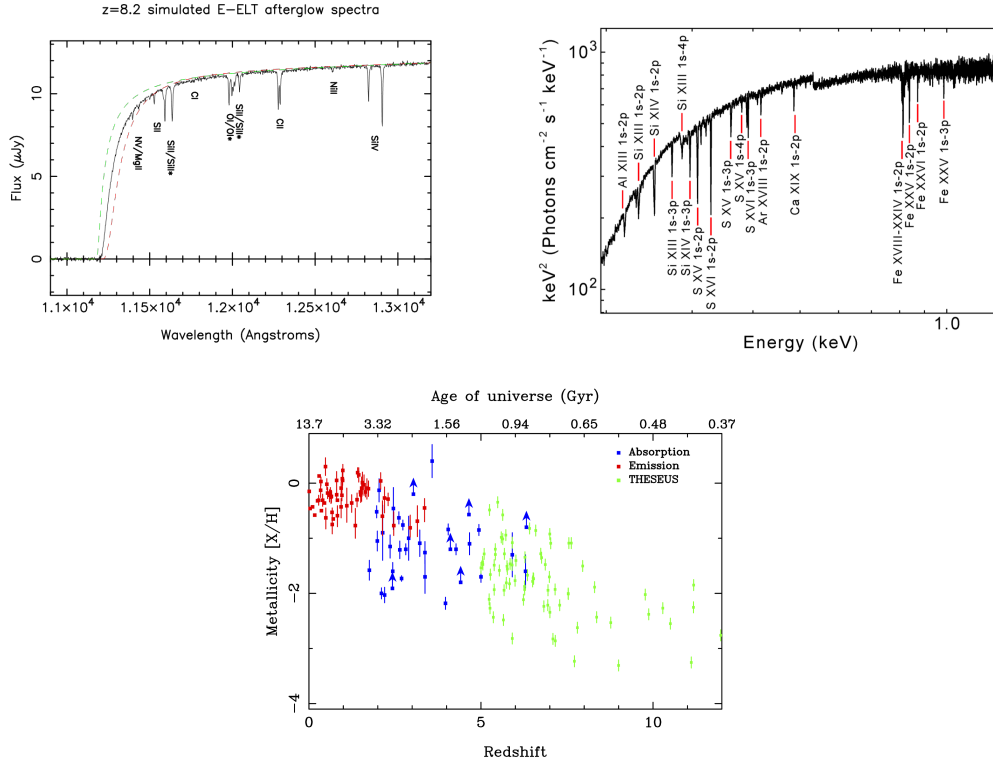 z=8.2 simulated E-ELT afterglow spectra
Flux (μJy)
10
5
0
NV/MgII
SII
SiII/SiII*
CI
OI/OI*
SiII/SiII*
CII
NiII
SIV
1.1×10⁴
1.15×10⁴
1.2×10⁴
1.25×10⁴
1.3×10⁴
Wavelength (Angstroms)
keV² (Photons cm⁻² s⁻¹ keV⁻¹)
10³
10²
Al XIII 1s-2p
Si XIII 1s-2p
Si XIV 1s-2p
Si XIII 1s-4p
Si XIII 1s-3p
Si XIV 1s-3p
S XV 1s-2p
S XVI 1s-2p
S XV 1s-3p
S XV 1s-4p
S XVI 1s-3p
Ar XVIII 1s-2p
Ca XIX 1s-2p
Fe XVIII-XXIV 1s-2p
Fe XXV 1s-2p
Fe XXVI 1s-2p
Fe XXV 1s-3p
1.0
Energy (keV)
Age of universe (Gyr)
13.7 3.32 1.56 0.94 0.65 0.48 0.37
Absorption
Emission
THESEUS
Metallicity [X/H]
0
−2
−4
0 5 10
Redshift